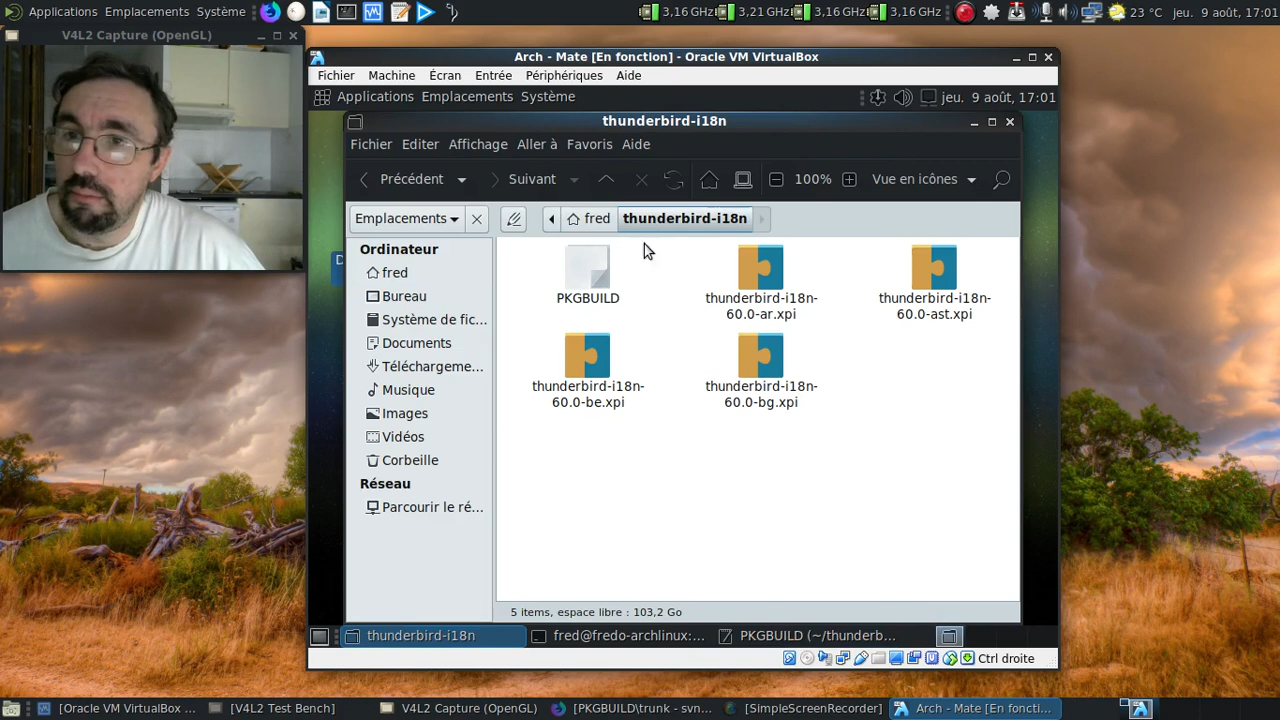 Applications Emplacements Système
3,16 GHz 3,21 GHz 3,16 GHz 3,16 GHz 23 °C jeu. 9 août, 17:01
V4L2 Capture (OpenGL)
Arch - Mate [En fonction] - Oracle VM VirtualBox
Fichier Machine Écran Entrée Périphériques Aide
Applications Emplacements Système jeu. 9 août, 17:01
thunderbird-i18n
Fichier Editer Affichage Aller à Favoris Aide
Précédent Suivant 100% Vue en icônes
Emplacements fred thunderbird-i18n
Ordinateur
fred
Bureau
Système de fic...
Documents
Téléchargeme...
Musique
Images
Vidéos
Corbeille
Réseau
Parcourir le ré...
PKGBUILD
thunderbird-i18n-
60.0-ar.xpi
thunderbird-i18n-
60.0-ast.xpi
thunderbird-i18n-
60.0-be.xpi
thunderbird-i18n-
60.0-bg.xpi
5 items, espace libre : 103,2 Go
thunderbird-i18n fred@fredo-archlinux:... PKGBUILD (~/thunderb...
Ctrl droite
[Oracle VM VirtualBox ... [V4L2 Test Bench] V4L2 Capture (OpenGL) [PKGBUILD\trunk - svn... [SimpleScreenRecorder] Arch - Mate [En foncti...